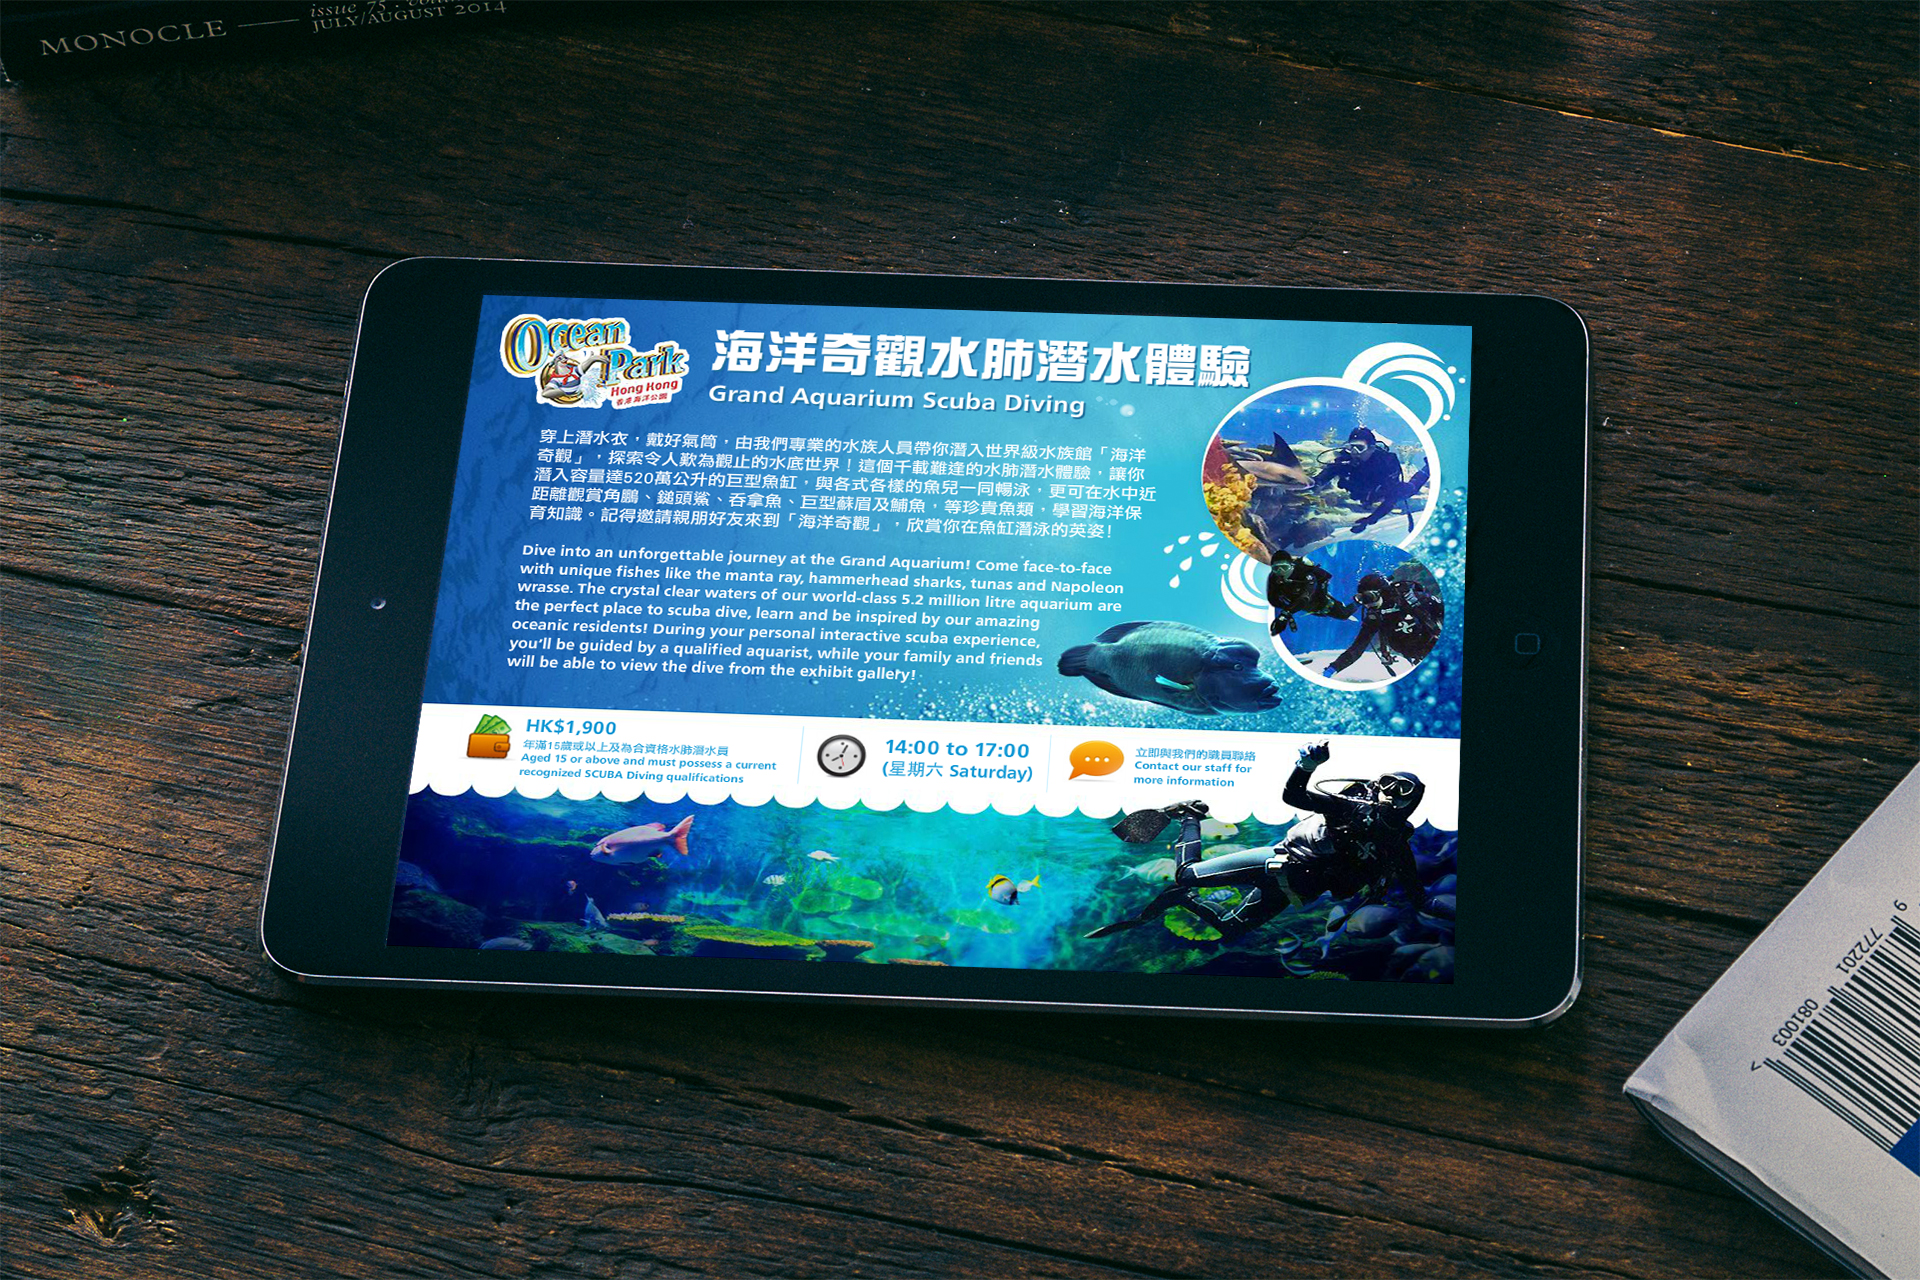 MONOCLE
issue 75
JULY/AUGUST 2014
Ocean
Park
Hong Kong
香港海洋公園
海洋奇觀水肺潛水體驗
Grand Aquarium Scuba Diving
穿上潛水衣，戴好氣筒，由我們專業的水族人員帶你潛入世界級水族館「海洋
奇觀」，探索令人歎為觀止的水底世界！這個千載難逢的水肺潛水體驗，讓你
潛入容量達520萬公升的巨型魚缸，與各式各樣的魚兒一同暢泳，更可在水中近
距離觀賞角鵬、鎚頭鯊、吞拿魚、巨型蘇眉及鯆魚，等珍貴魚類，學習海洋保
育知識。記得邀請親朋好友來到「海洋奇觀」，欣賞你在魚缸潛泳的英姿！
Dive into an unforgettable journey at the Grand Aquarium! Come face-to-face
with unique fishes like the manta ray, hammerhead sharks, tunas and Napoleon
wrasse. The crystal clear waters of our world-class 5.2 million litre aquarium are
the perfect place to scuba dive, learn and be inspired by our amazing
oceanic residents! During your personal interactive scuba experience,
you'll be guided by a qualified aquarist, while your family and friends
will be able to view the dive from the exhibit gallery!
HK$1,900
年滿15歲或以上及為合資格水肺潛水員
Aged 15 or above and must possess a current
recognized SCUBA Diving qualifications
14:00 to 17:00
(星期六 Saturday)
立即與我們的職員聯絡
Contact our staff for
more information
9 772201 081003 >